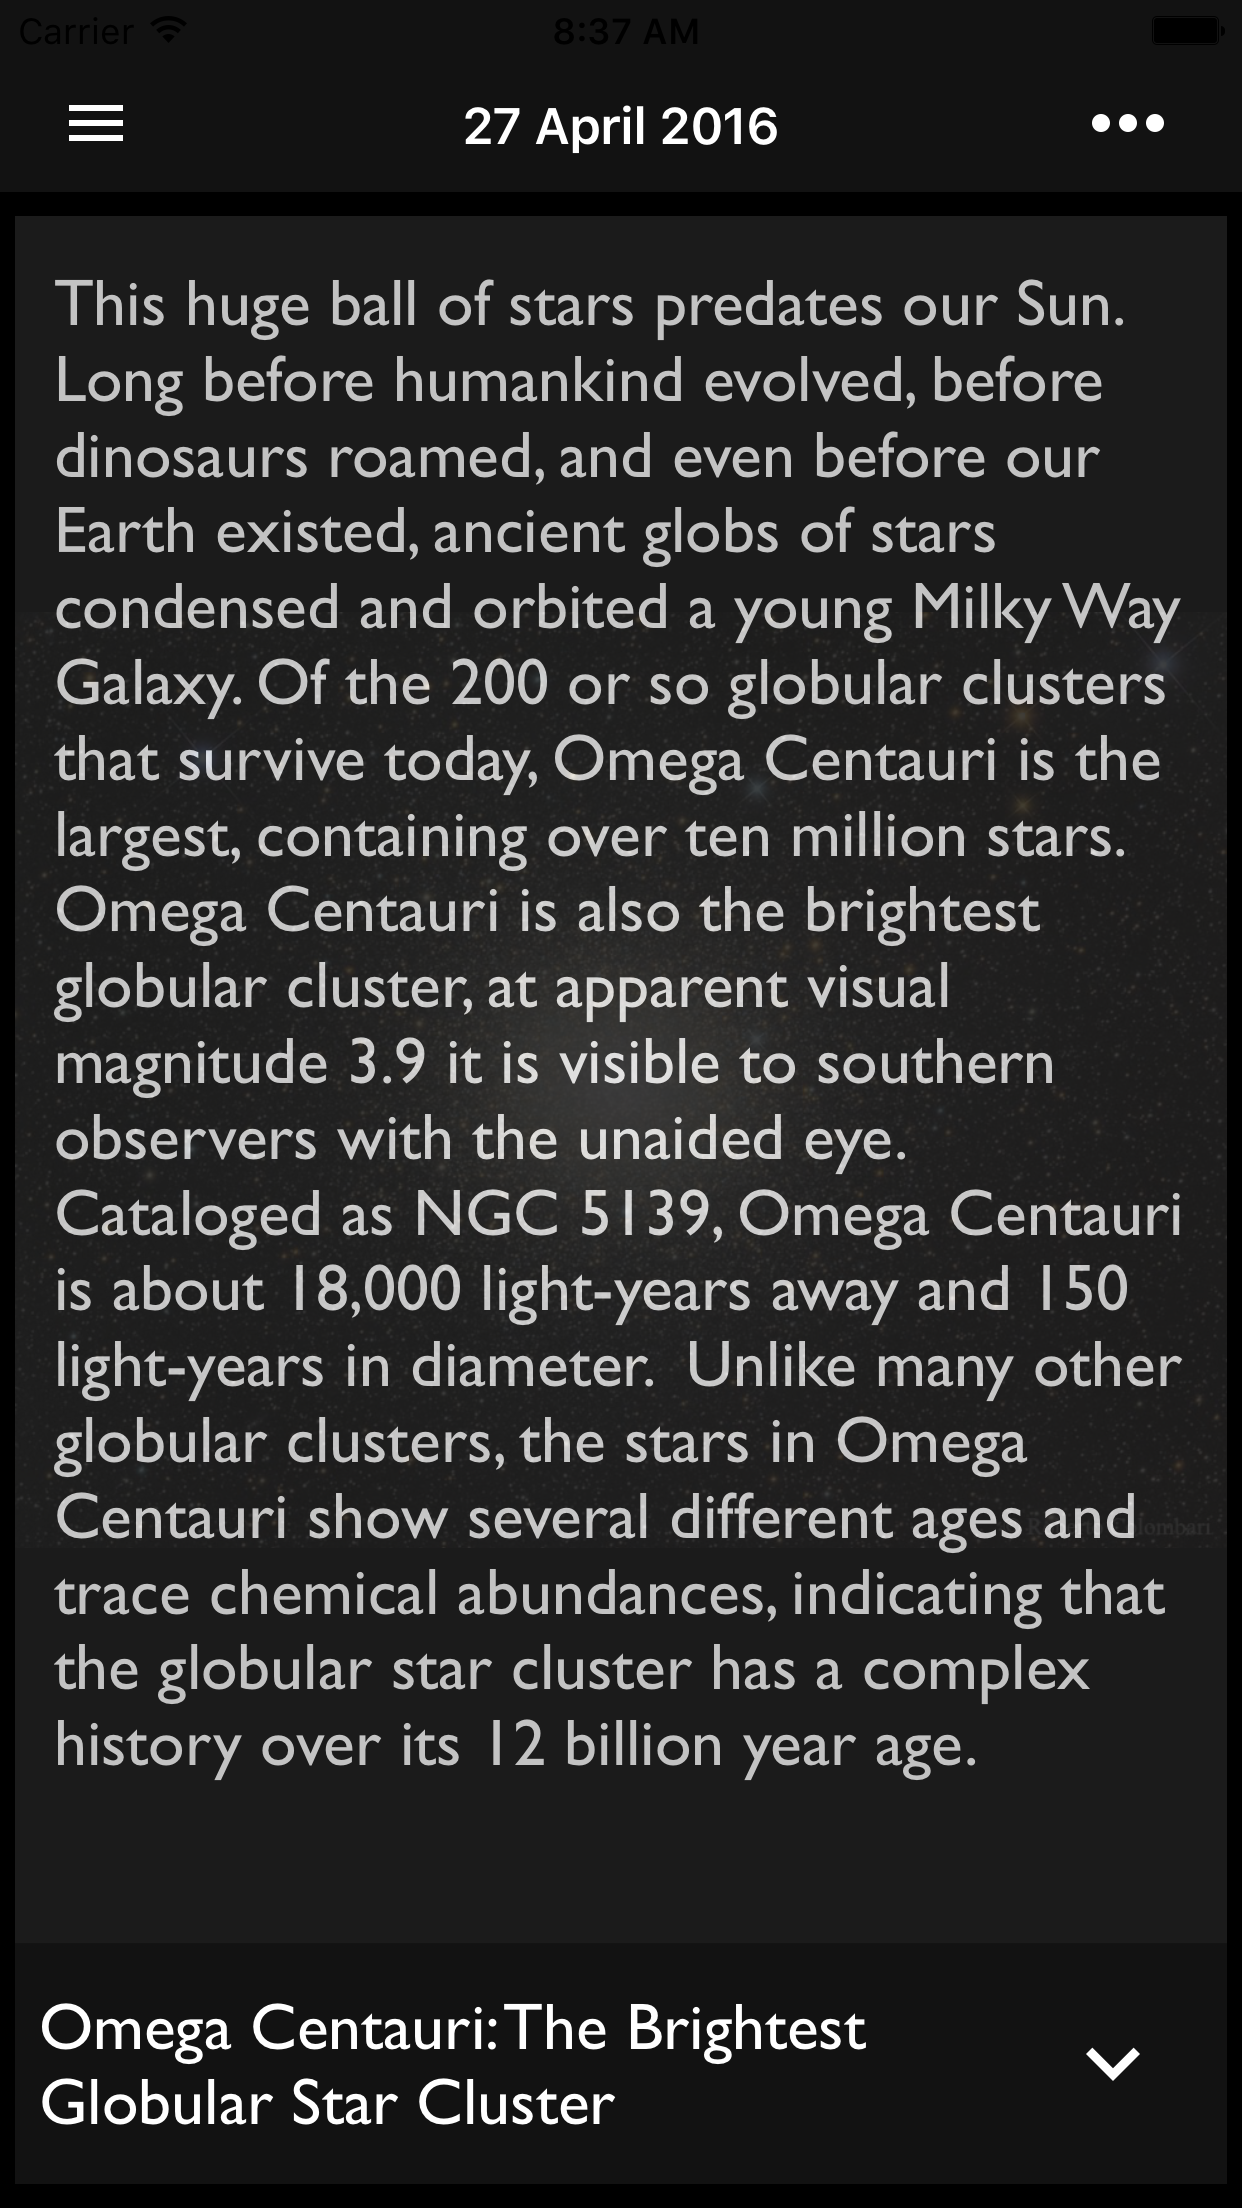 Carrier
8:37 AM
27 April 2016
This huge ball of stars predates our Sun.
Long before humankind evolved, before
dinosaurs roamed, and even before our
Earth existed, ancient globs of stars
condensed and orbited a young Milky Way
Galaxy. Of the 200 or so globular clusters
that survive today, Omega Centauri is the
largest, containing over ten million stars.
Omega Centauri is also the brightest
globular cluster, at apparent visual
magnitude 3.9 it is visible to southern
observers with the unaided eye.
Cataloged as NGC 5139, Omega Centauri
is about 18,000 light-years away and 150
light-years in diameter.  Unlike many other
globular clusters, the stars in Omega
Centauri show several different ages and
trace chemical abundances, indicating that
the globular star cluster has a complex
history over its 12 billion year age.
Omega Centauri: The Brightest
Globular Star Cluster